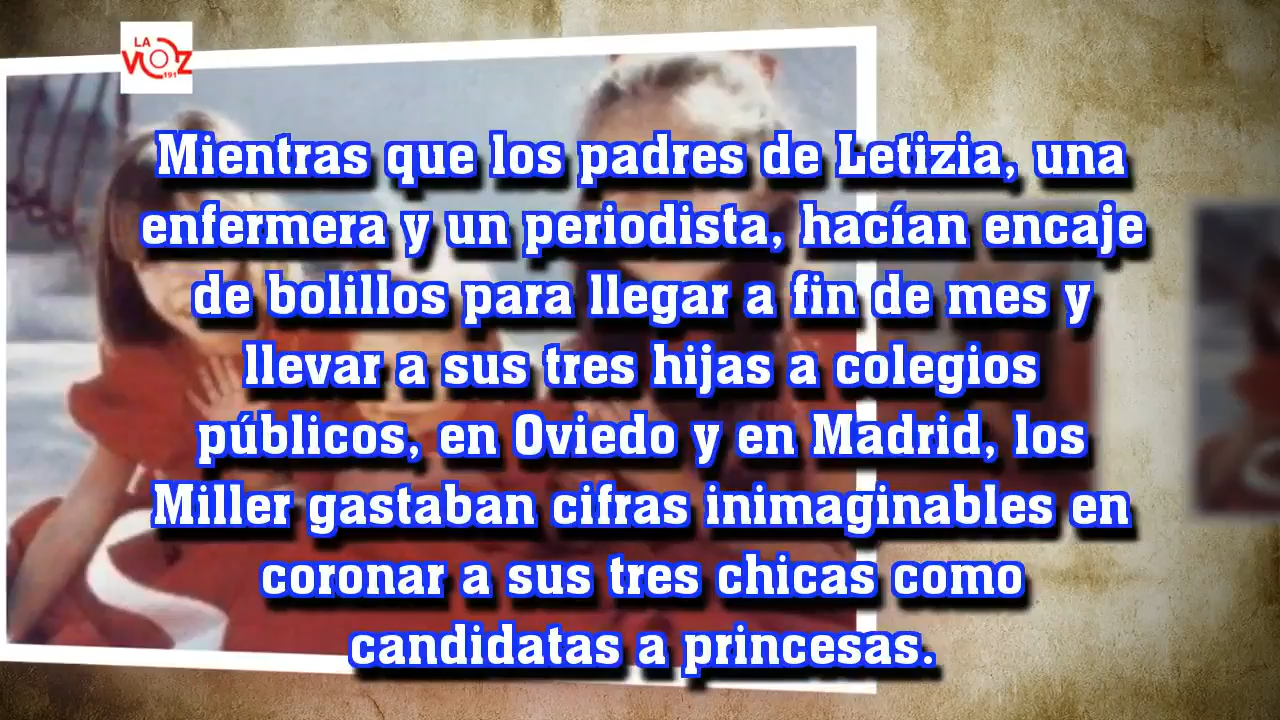 LA
VOZ
191
Mientras que los padres de Letizia, una
enfermera y un periodista, hacían encaje
de bolillos para llegar a fin de mes y
llevar a sus tres hijas a colegios
públicos, en Oviedo y en Madrid, los
Miller gastaban cifras inimaginables en
coronar a sus tres chicas como
candidatas a princesas.